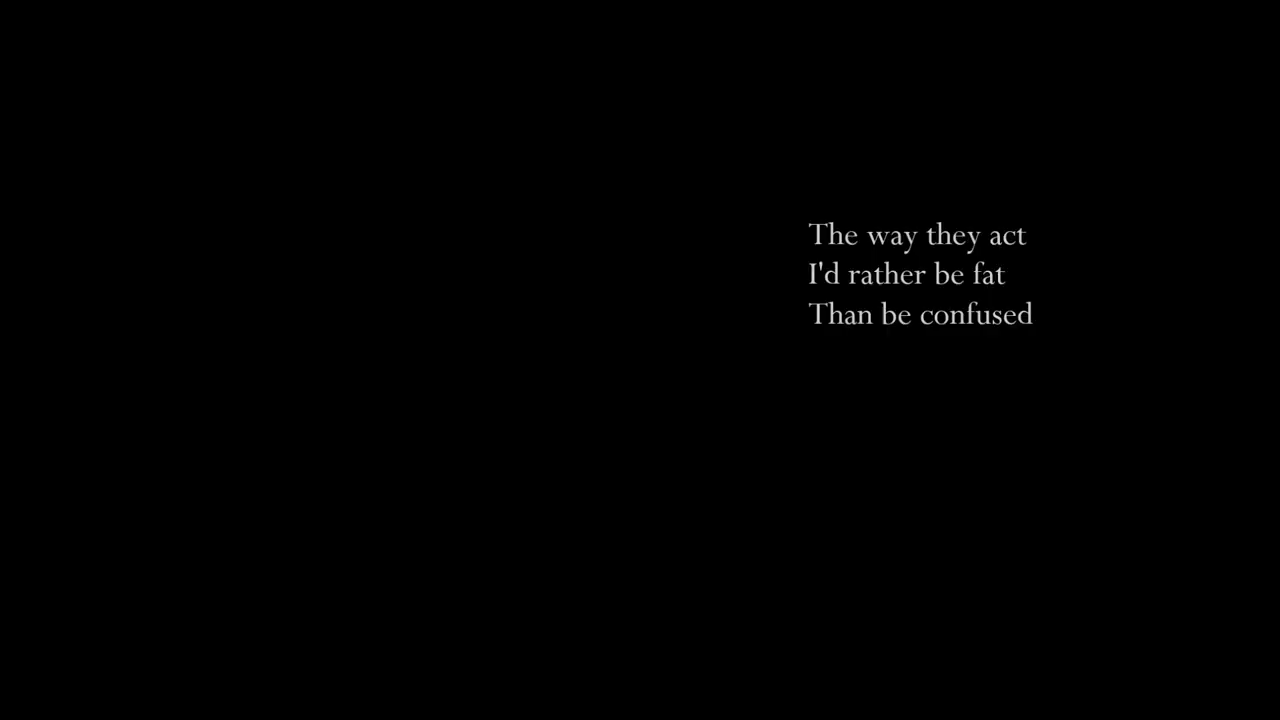 The way they act
I'd rather be fat
Than be confused